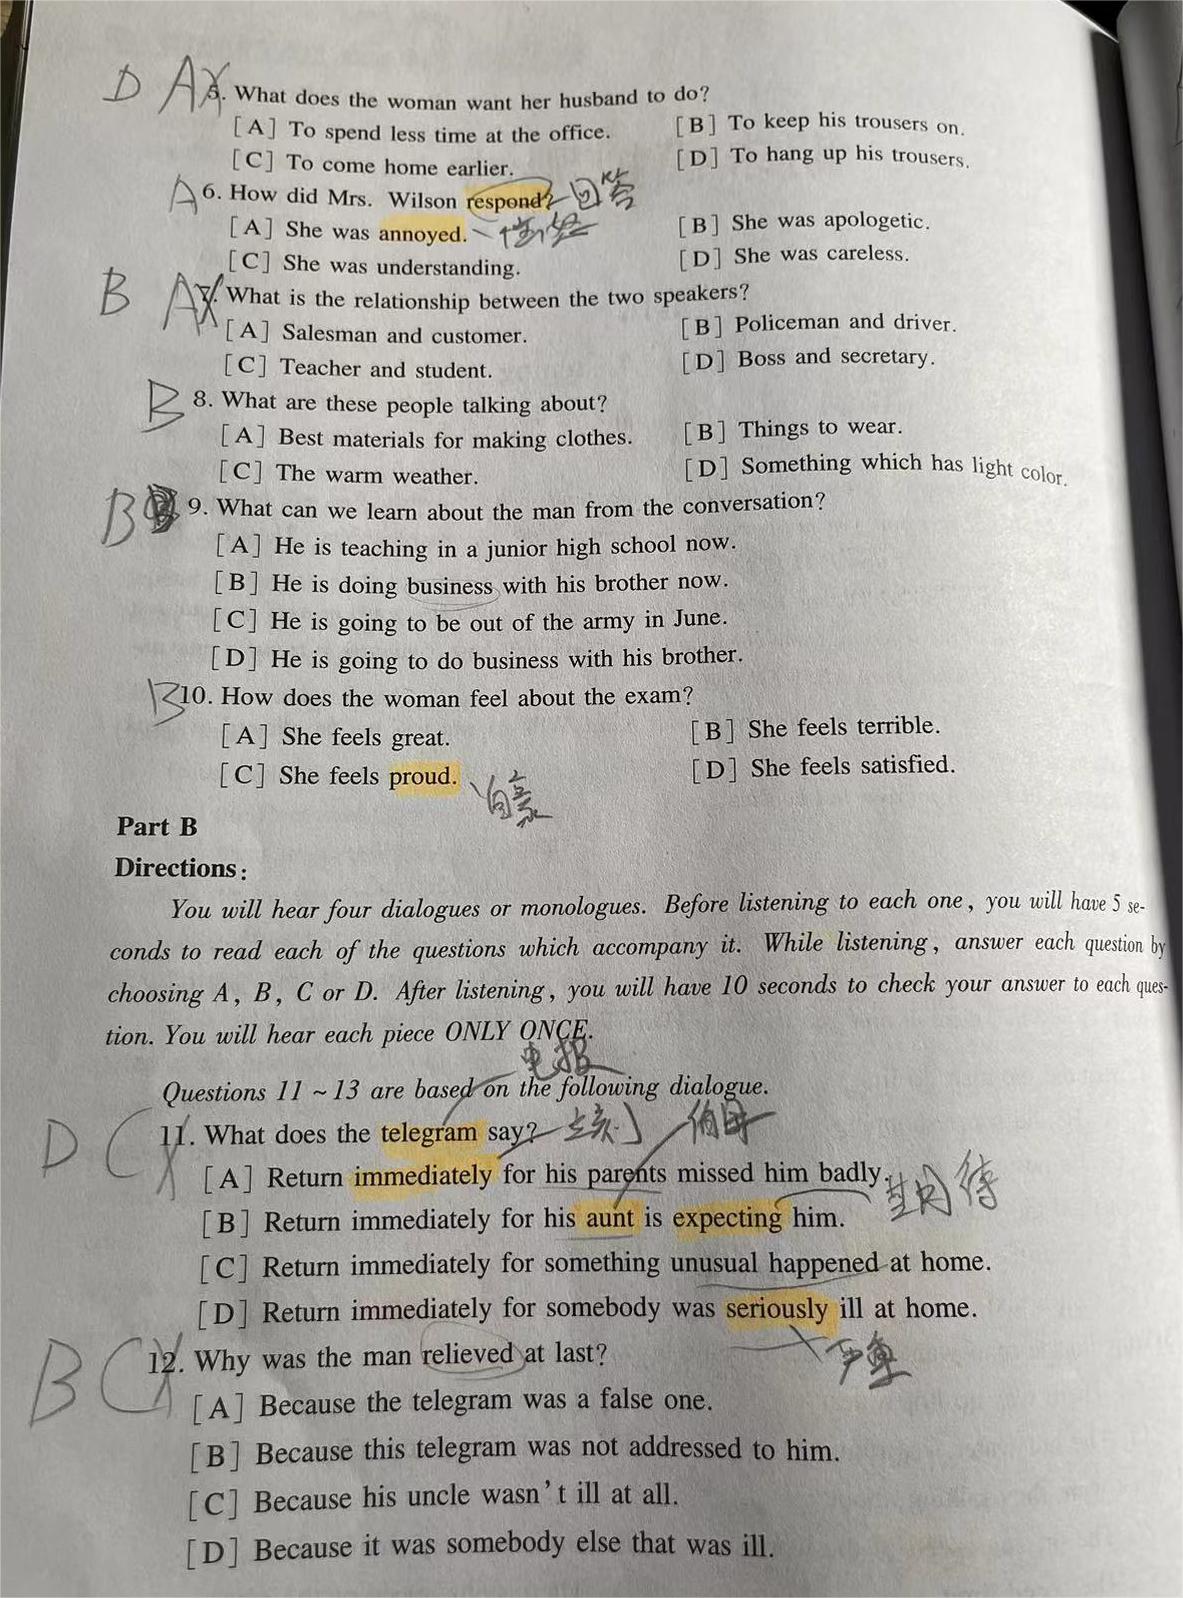 D A 5. What does the woman want her husband to do?
[A] To spend less time at the office. [B] To keep his trousers on.
[C] To come home earlier. [D] To hang up his trousers.
A 6. How did Mrs. Wilson respond? 回答
[A] She was annoyed. [B] She was apologetic.
[C] She was understanding. [D] She was careless.
B A 7. What is the relationship between the two speakers?
[A] Salesman and customer. [B] Policeman and driver.
[C] Teacher and student. [D] Boss and secretary.
B 8. What are these people talking about?
[A] Best materials for making clothes. [B] Things to wear.
[C] The warm weather. [D] Something which has light color.
B 9. What can we learn about the man from the conversation?
[A] He is teaching in a junior high school now.
[B] He is doing business with his brother now.
[C] He is going to be out of the army in June.
[D] He is going to do business with his brother.
B 10. How does the woman feel about the exam?
[A] She feels great. [B] She feels terrible.
[C] She feels proud. [D] She feels satisfied.
自豪
Part B
Directions:
You will hear four dialogues or monologues. Before listening to each one, you will have 5 se-
conds to read each of the questions which accompany it. While listening, answer each question by
choosing A, B, C or D. After listening, you will have 10 seconds to check your answer to each ques-
tion. You will hear each piece ONLY ONCE.
电报
Questions 11~13 are based on the following dialogue.
D C 11. What does the telegram say? 立刻 伯母
[A] Return immediately for his parents missed him badly.
[B] Return immediately for his aunt is expecting him. 期待
[C] Return immediately for something unusual happened at home.
[D] Return immediately for somebody was seriously ill at home.
B C 12. Why was the man relieved at last? 严重
[A] Because the telegram was a false one.
[B] Because this telegram was not addressed to him.
[C] Because his uncle wasn't ill at all.
[D] Because it was somebody else that was ill.